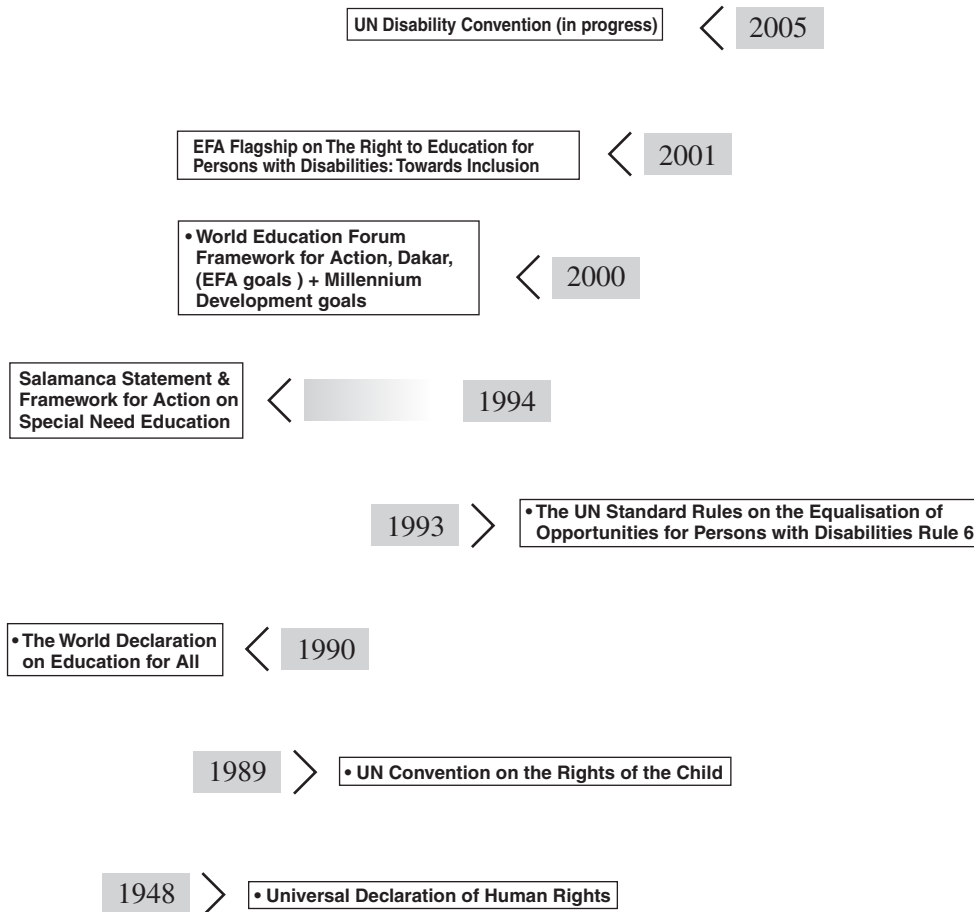 UN Disability Convention (in progress)
2005
EFA Flagship on The Right to Education for
Persons with Disabilities: Towards Inclusion
2001
• World Education Forum
Framework for Action, Dakar,
(EFA goals ) + Millennium
Development goals
2000
Salamanca Statement &
Framework for Action on
Special Need Education
1994
1993
• The UN Standard Rules on the Equalisation of
Opportunities for Persons with Disabilities Rule 6
• The World Declaration
on Education for All
1990
1989
• UN Convention on the Rights of the Child
1948
• Universal Declaration of Human Rights